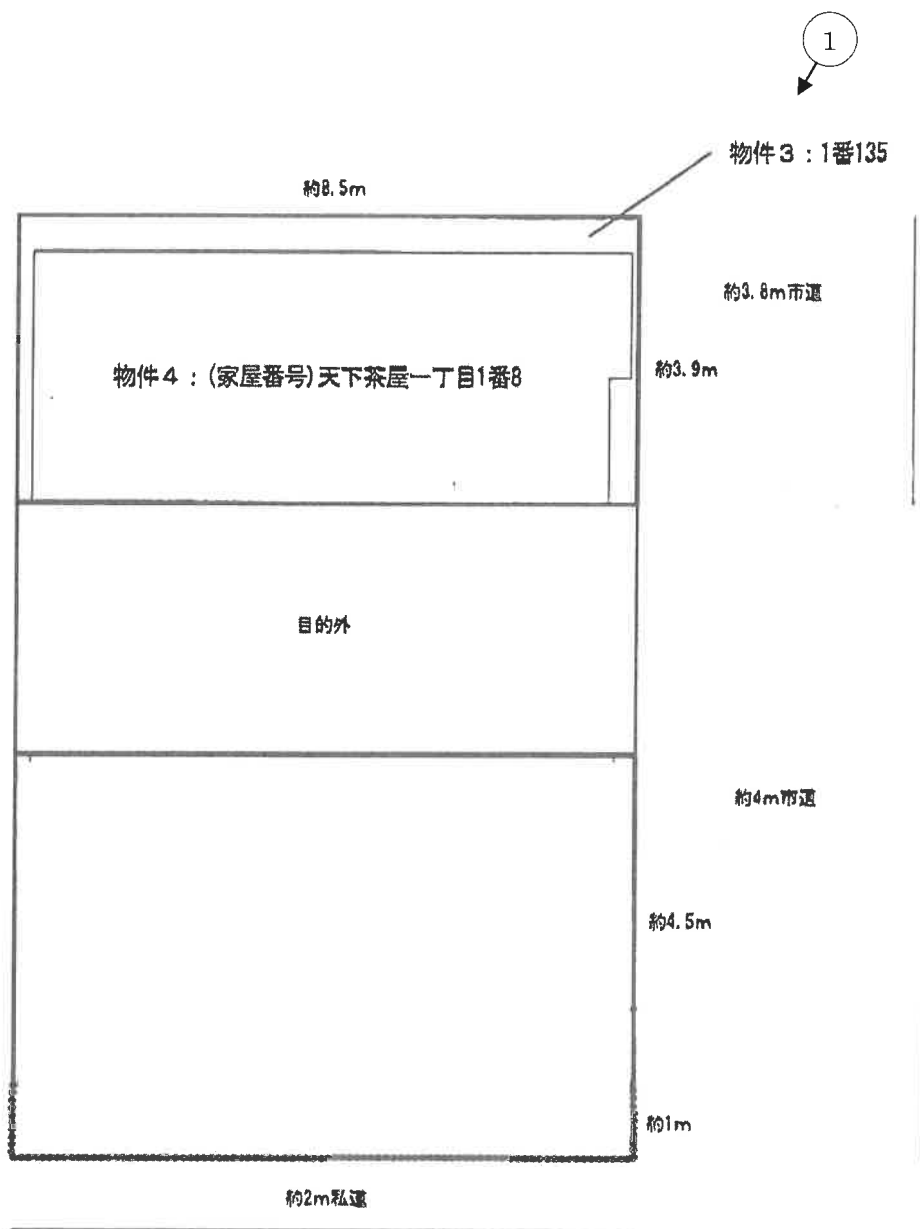 1
物件3：1番135
約8.5m
約3.8m市道
約3.9m
物件4：(家屋番号)天下茶屋一丁目1番8
目的外
約4m市道
約4.5m
約1m
約2m私道